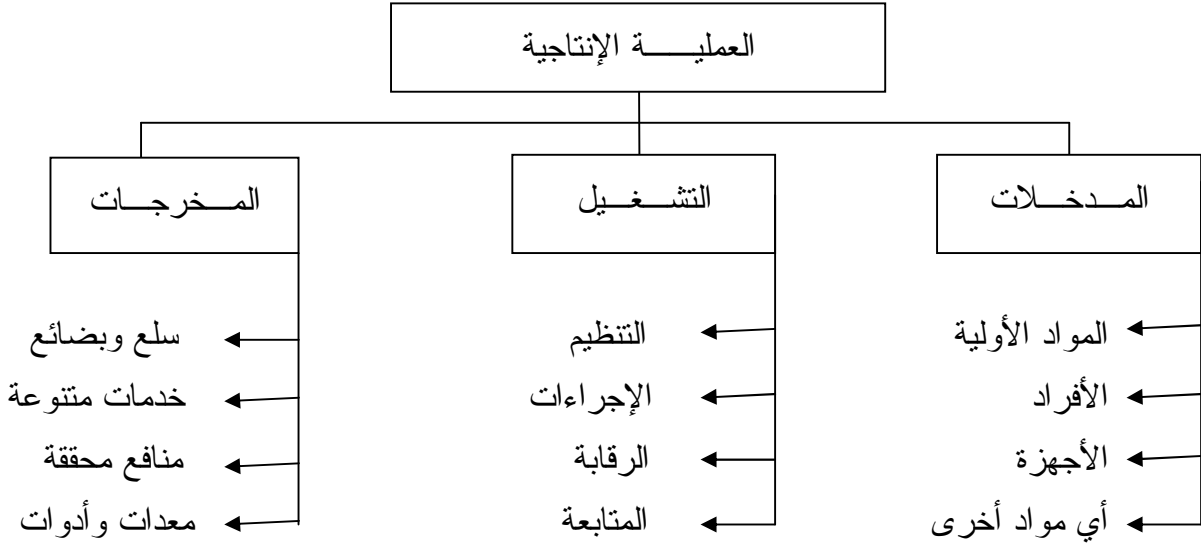 العمليـــة الإنتاجية
المـدخـلات
التشـغـيل
المـخرجـات
المواد الأولية
الأفراد
الأجهزة
أي مواد أخرى
التنظيم
الإجراءات
الرقابة
المتابعة
سلع وبضائع
خدمات متنوعة
منافع محققة
معدات وأدوات